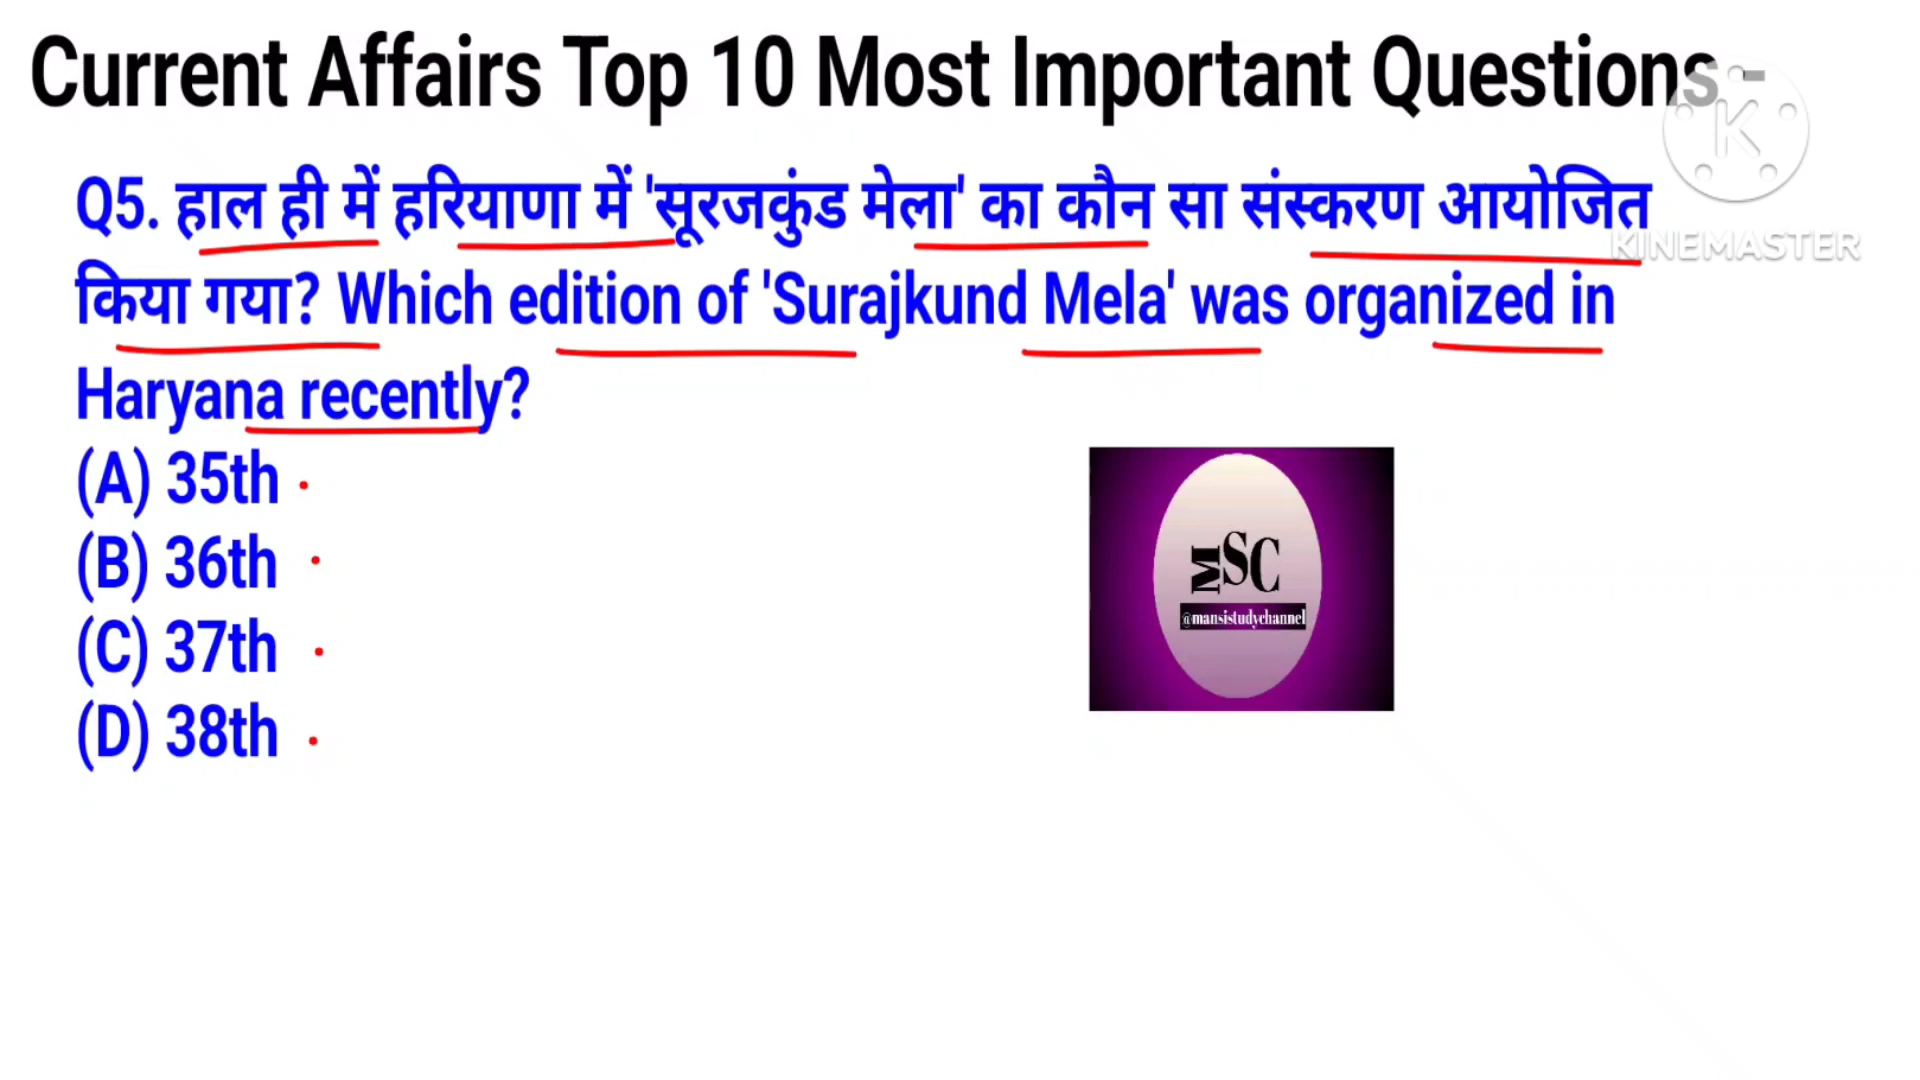 Current Affairs Top 10 Most Important Questions -
Q5. हाल ही में हरियाणा में 'सूरजकुंड मेला' का कौन सा संस्करण आयोजित
किया गया? Which edition of 'Surajkund Mela' was organized in
Haryana recently?
(A) 35th
(B) 36th
(C) 37th
(D) 38th
K
KINEMASTER
MSC
@mansistudychannel